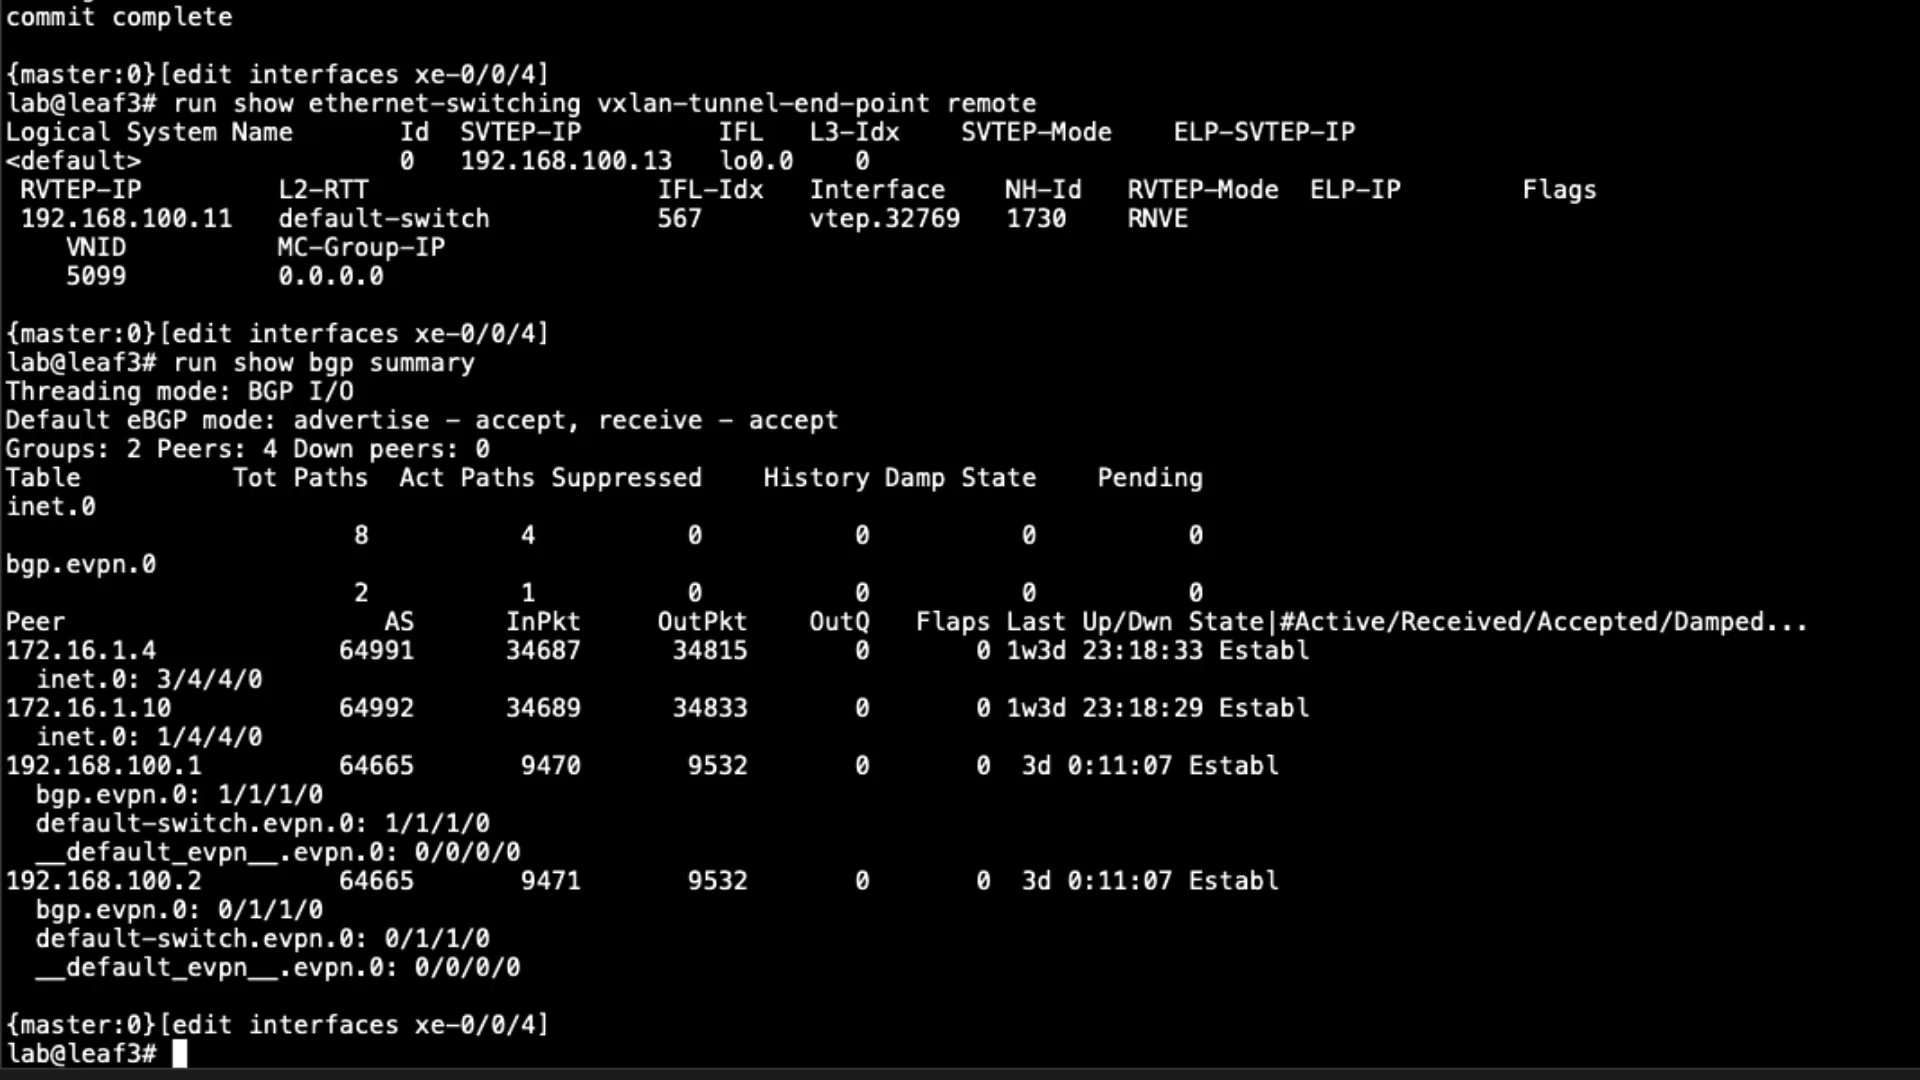 commit complete
{master:0}[edit interfaces xe-0/0/4]
lab@leaf3# run show ethernet-switching vxlan-tunnel-end-point remote
Logical System Name       Id  SVTEP-IP         IFL   L3-Idx    SVTEP-Mode    ELP-SVTEP-IP
<default>                 0   192.168.100.13   lo0.0    0
 RVTEP-IP         L2-RTT                   IFL-Idx   Interface    NH-Id   RVTEP-Mode  ELP-IP        Flags
 192.168.100.11   default-switch           567       vtep.32769   1730    RNVE
    VNID          MC-Group-IP
    5099          0.0.0.0
{master:0}[edit interfaces xe-0/0/4]
lab@leaf3# run show bgp summary
Threading mode: BGP I/O
Default eBGP mode: advertise - accept, receive - accept
Groups: 2 Peers: 4 Down peers: 0
Table          Tot Paths  Act Paths Suppressed    History Damp State    Pending
inet.0
                       8          4          0          0          0          0
bgp.evpn.0
                       2          1          0          0          0          0
Peer                     AS      InPkt     OutPkt    OutQ   Flaps Last Up/Dwn State|#Active/Received/Accepted/Damped...
172.16.1.4            64991      34687      34815       0       0 1w3d 23:18:33 Establ
  inet.0: 3/4/4/0
172.16.1.10           64992      34689      34833       0       0 1w3d 23:18:29 Establ
  inet.0: 1/4/4/0
192.168.100.1         64665       9470       9532       0       0  3d 0:11:07 Establ
  bgp.evpn.0: 1/1/1/0
  default-switch.evpn.0: 1/1/1/0
  __default_evpn__.evpn.0: 0/0/0/0
192.168.100.2         64665       9471       9532       0       0  3d 0:11:07 Establ
  bgp.evpn.0: 0/1/1/0
  default-switch.evpn.0: 0/1/1/0
  __default_evpn__.evpn.0: 0/0/0/0
{master:0}[edit interfaces xe-0/0/4]
lab@leaf3#